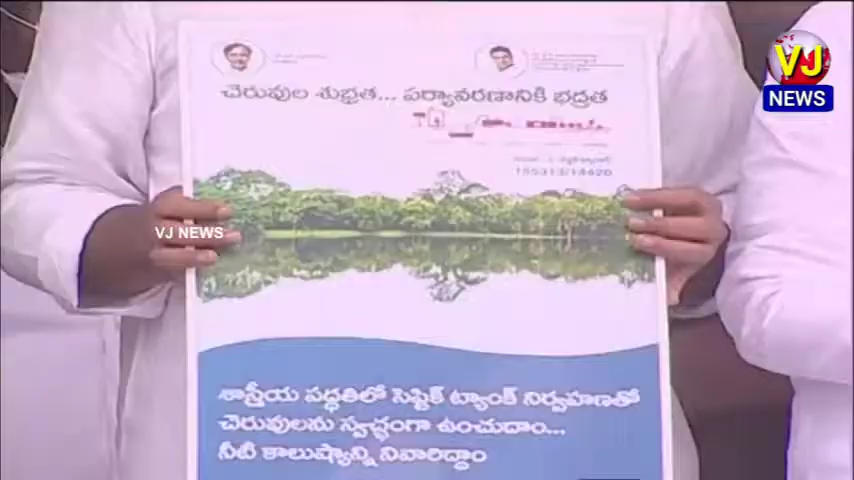 VJ
NEWS
చెరువుల శుభ్రత... పర్యావరణానికి భద్రత
155313/14420
VJ NEWS
శాస్త్రీయ పద్ధతిలో సెప్టిక్ ట్యాంక్ నిర్వహణతో
చెరువులను స్వచ్ఛంగా ఉంచుదాం...
నీటి కాలుష్యాన్ని నివారిద్దాం